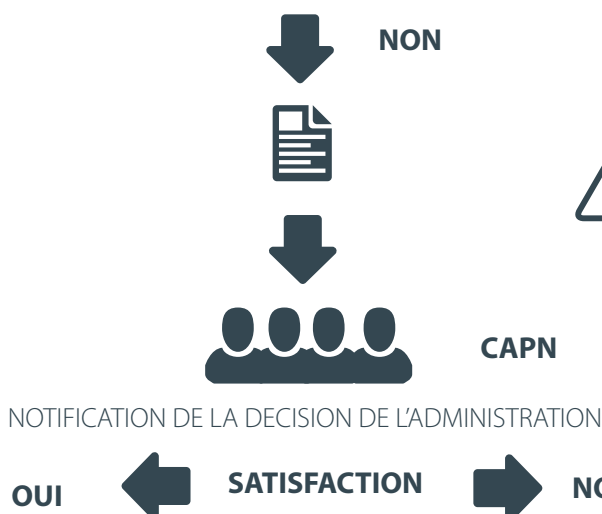 NON
CAPN
NOTIFICATION DE LA DECISION DE L'ADMINISTRATION
OUI SATISFACTION